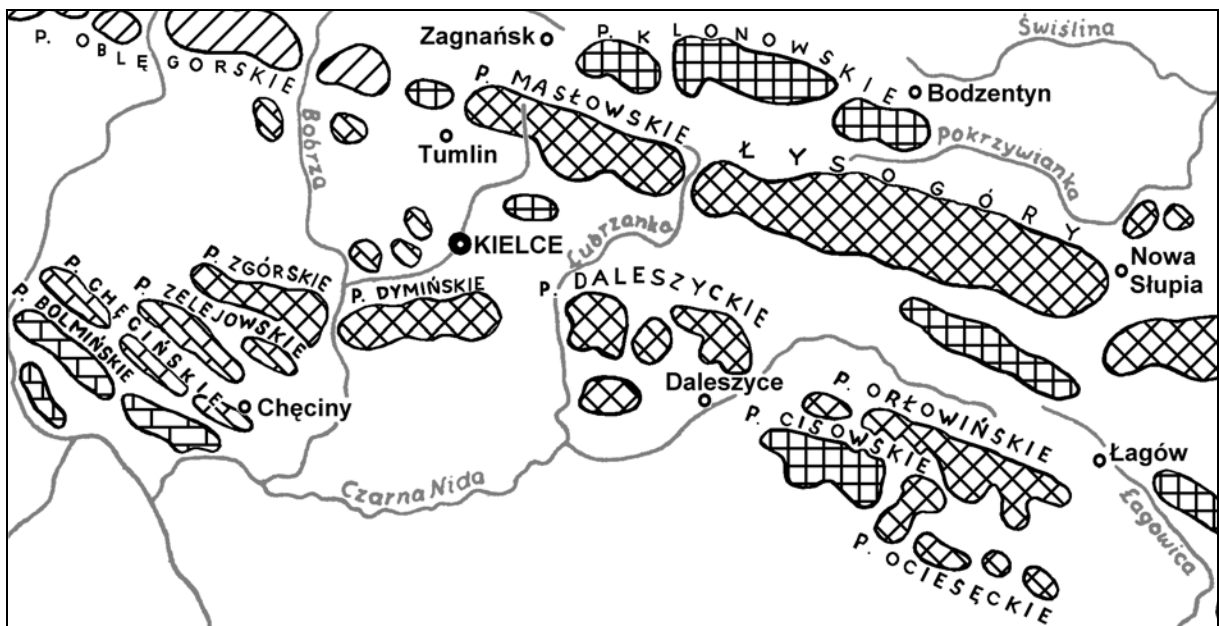 P. OBLĘGORSKIE
Zagnańsk
P. KLONOWSKIE
Świślina
Bodzentyn
P. MASŁOWSKIE
Tumlin
Bobrza
Pokrzywianka
ŁYSOGÓRY
KIELCE
Lubrzanka
Nowa
Słupia
P. ZGÓRSKIE
P. CHĘCIŃSKIE
P. ZELEJOWSKIE
P. BOLMIŃSKIE
P. DYMIŃSKIE
P. DALESZYCKIE
Daleszyce
Chęciny
P. ORŁOWIŃSKIE
P. CISOWSKIE
Łagów
Czarna Nida
Łagowica
P. OCIESĘCKIE